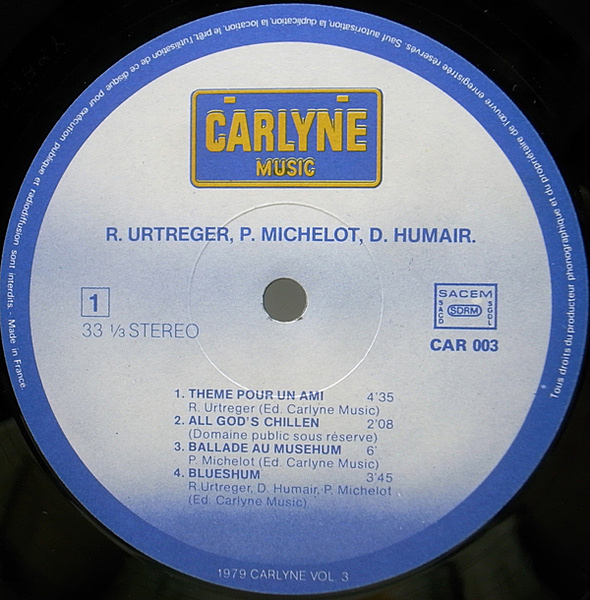 Tous droits du producteur phonographique et du propriétaire de l'œuvre enregistrée réservés. Sauf autorisation, la duplication, la location, le prêt, l'utilisation de ce disque pour exécution publique et radiodiffusion sont interdits. - Made in France.
CARLYNE
MUSIC
R. URTREGER, P. MICHELOT, D. HUMAIR.
1
33 ⅓ STEREO
SACEM
SACD SDRM SGDL
CAR 003
1. THEME POUR UN AMI 4'35
R. Urtreger (Ed. Carlyne Music)
2. ALL GOD'S CHILLEN 2'08
(Domaine public sous réserve)
3. BALLADE AU MUSEHUM 6'
P. Michelot (Ed. Carlyne Music)
4. BLUESHUM 3'45
R.Urtreger, D. Humair, P. Michelot
(Ed. Carlyne Music)
1979 CARLYNE VOL. 3